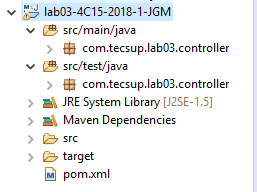 lab03-4C15-2018-1-JGM
src/main/java
com.tecsup.lab03.controller
src/test/java
com.tecsup.lab03.controller
JRE System Library [J2SE-1.5]
Maven Dependencies
src
target
pom.xml